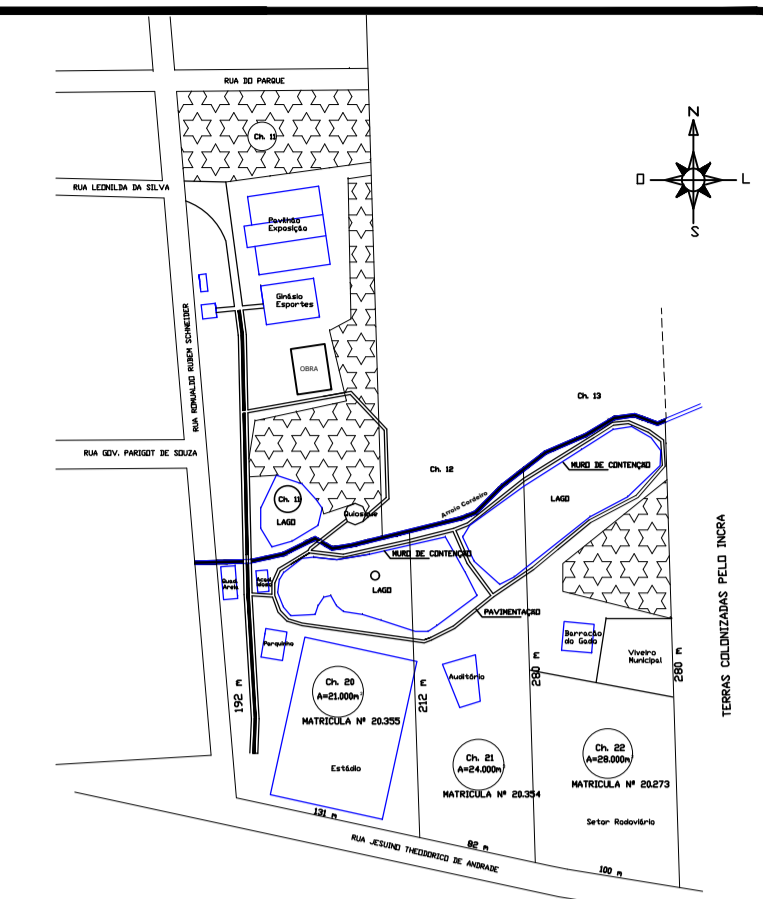 RUA DO PARQUE
N
Ch. 11
O
L
RUA LEONILDA DA SILVA
S
Pavilhão
Exposição
Ginásio
Esportes
RUA ROMUALDO RUBEM SCHNEIDER
OBRA
Ch. 13
RUA GOV. PARIGOT DE SOUZA
Ch. 12
MURO DE CONTENÇÃO
Ch. 11
LAGO
Arroio Cordeiro
Quiosque
LAGO
MURO DE CONTENÇÃO
Quad.
Areia
LAGO
PAVIMENTAÇÃO
TERRAS COLONIZADAS PELO INCRA
Parquinho
Barracão
do Gado
Viveiro
Municipal
192 m
212 m
280 m
280 m
Ch. 20
A=21.000m²
MATRICULA Nº 20.355
Auditório
Estádio
Ch. 21
A=24.000m²
MATRICULA Nº 20.354
Ch. 22
A=28.000m²
MATRICULA Nº 20.273
Setor Rodoviário
131 m
82 m
100 m
RUA JESUINO THEODORICO DE ANDRADE